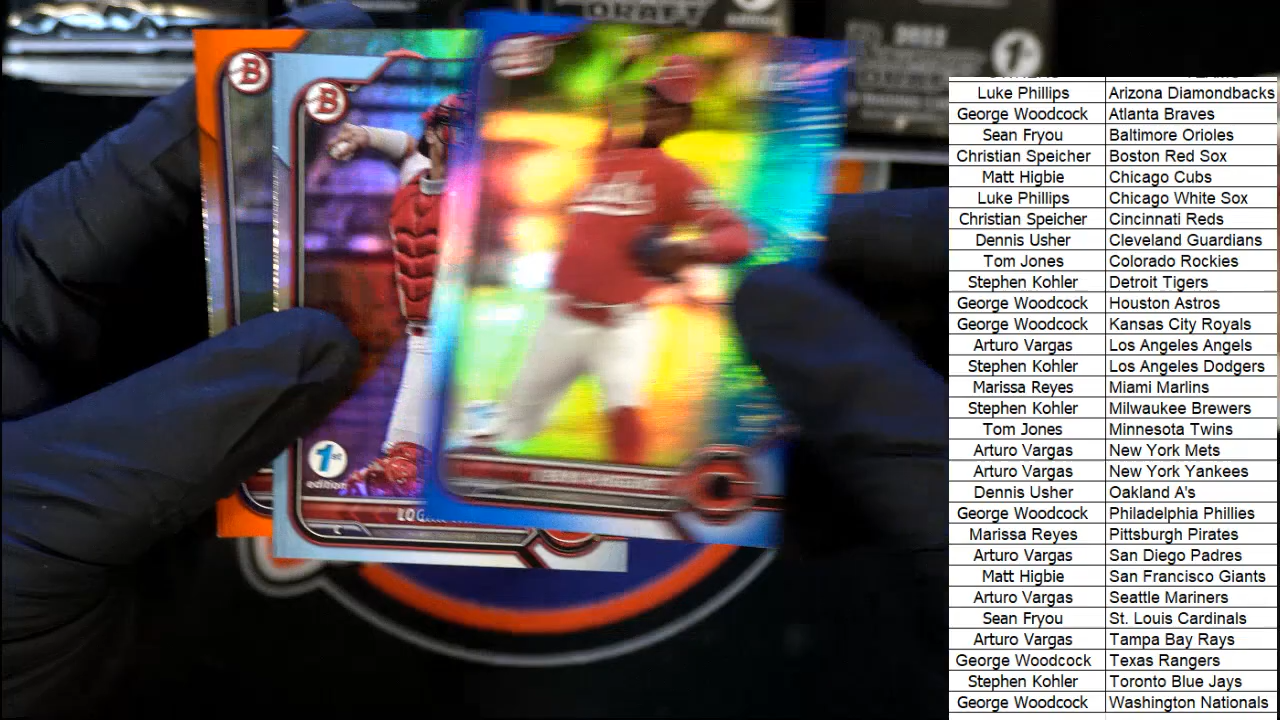 DRAFT
edition
2022
1st
B
B
1st
edition
LOG
C
Luke Phillips Arizona Diamondbacks
George Woodcock Atlanta Braves
Sean Fryou Baltimore Orioles
Christian Speicher Boston Red Sox
Matt Higbie Chicago Cubs
Luke Phillips Chicago White Sox
Christian Speicher Cincinnati Reds
Dennis Usher Cleveland Guardians
Tom Jones Colorado Rockies
Stephen Kohler Detroit Tigers
George Woodcock Houston Astros
George Woodcock Kansas City Royals
Arturo Vargas Los Angeles Angels
Stephen Kohler Los Angeles Dodgers
Marissa Reyes Miami Marlins
Stephen Kohler Milwaukee Brewers
Tom Jones Minnesota Twins
Arturo Vargas New York Mets
Arturo Vargas New York Yankees
Dennis Usher Oakland A's
George Woodcock Philadelphia Phillies
Marissa Reyes Pittsburgh Pirates
Arturo Vargas San Diego Padres
Matt Higbie San Francisco Giants
Arturo Vargas Seattle Mariners
Sean Fryou St. Louis Cardinals
Arturo Vargas Tampa Bay Rays
George Woodcock Texas Rangers
Stephen Kohler Toronto Blue Jays
George Woodcock Washington Nationals